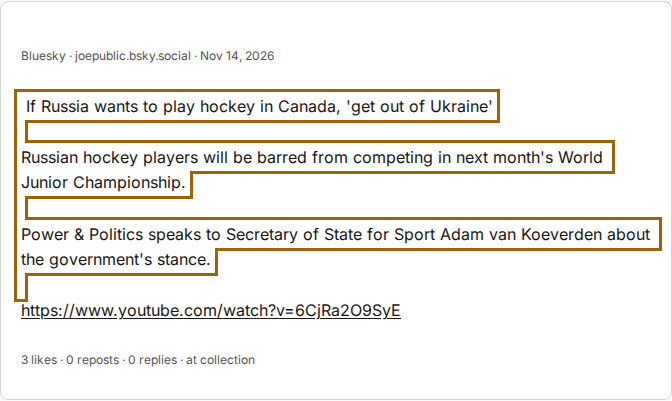 Bluesky · joepublic.bsky.social · Nov 14, 2026
If Russia wants to play hockey in Canada, 'get out of Ukraine'
Russian hockey players will be barred from competing in next month's World
Junior Championship.
Power & Politics speaks to Secretary of State for Sport Adam van Koeverden about
the government's stance.
https://www.youtube.com/watch?v=6CjRa2O9SyE
3 likes · 0 reposts · 0 replies · at collection